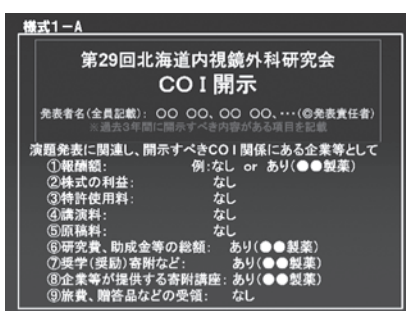 様式1－A
第29回北海道内視鏡外科研究会
COI開示
発表者名(全員記載)： ○○ ○○、○○ ○○、…(◎発表責任者)
※過去3年間に開示すべき内容がある項目を記載
演題発表に関連し、開示すべきCOI関係にある企業等として
①報酬額： 例：なし or あり(●●製薬)
②株式の利益： なし
③特許使用料： なし
④講演料： なし
⑤原稿料： なし
⑥研究費、助成金等の総額： あり(●●製薬)
⑦奨学(奨励)寄附など： あり(●●製薬)
⑧企業等が提供する寄附講座：あり(●●製薬)
⑨旅費、贈答品などの受領： なし